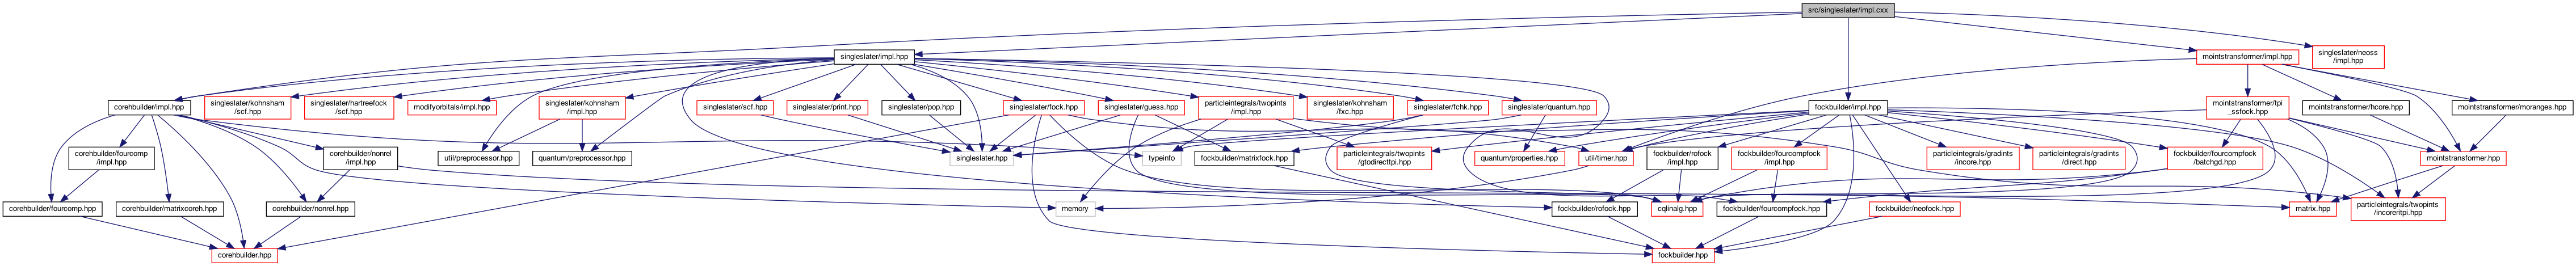 src/singleslater/impl.cxx
singleslater/impl.hpp
mointstransformer/impl.hpp
singleslater/neoss
/impl.hpp
corehbuilder/impl.hpp
singleslater/kohnsham
/scf.hpp
singleslater/hartreefock
/scf.hpp
modifyorbitals/impl.hpp
singleslater/kohnsham
/impl.hpp
singleslater/scf.hpp
singleslater/print.hpp
singleslater/pop.hpp
singleslater/fock.hpp
singleslater/guess.hpp
particleintegrals/twopints
/impl.hpp
singleslater/kohnsham
/fxc.hpp
singleslater/fchk.hpp
singleslater/quantum.hpp
fockbuilder/impl.hpp
mointstransformer/tpi
_ssfock.hpp
mointstransformer/hcore.hpp
mointstransformer/moranges.hpp
corehbuilder/fourcomp
/impl.hpp
corehbuilder/nonrel
/impl.hpp
util/preprocessor.hpp
quantum/preprocessor.hpp
typeinfo
singleslater.hpp
fockbuilder/matrixfock.hpp
particleintegrals/twopints
/gtodirecttpi.hpp
quantum/properties.hpp
util/timer.hpp
fockbuilder/rofock
/impl.hpp
fockbuilder/fourcompfock
/impl.hpp
particleintegrals/gradints
/incore.hpp
particleintegrals/gradints
/direct.hpp
fockbuilder/fourcompfock
/batchgd.hpp
mointstransformer.hpp
corehbuilder/fourcomp.hpp
corehbuilder/matrixcoreh.hpp
corehbuilder/nonrel.hpp
memory
fockbuilder/rofock.hpp
cqlinalg.hpp
fockbuilder/fourcompfock.hpp
fockbuilder/neofock.hpp
matrix.hpp
particleintegrals/twopints
/incoreritpi.hpp
corehbuilder.hpp
fockbuilder.hpp